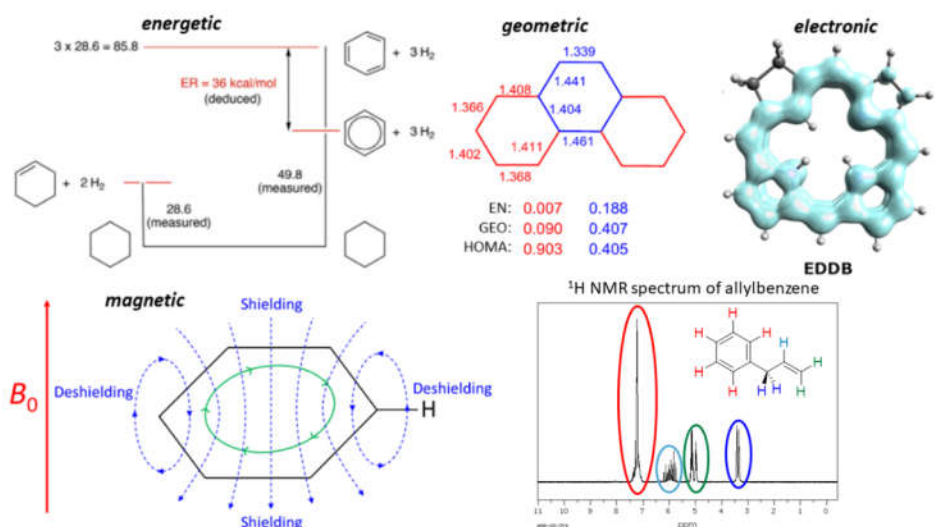 energetic
3 x 28.6 = 85.8
+ 3 H₂
ER = 36 kcal/mol
(deduced)
+ 3 H₂
+ 2 H₂
49.8
(measured)
28.6
(measured)
geometric
1.339
1.441
1.408
1.366
1.404
1.402
1.411
1.461
1.368
EN: 0.007 0.188
GEO: 0.090 0.407
HOMA: 0.903 0.405
electronic
EDDB
magnetic
B₀
Shielding
Deshielding
Deshielding
H
Shielding
¹H NMR spectrum of allylbenzene
H
H
H
H
H
H
H
H
H
H
11 10 9 8 7 6 5 4 3 2 1 0
ppm